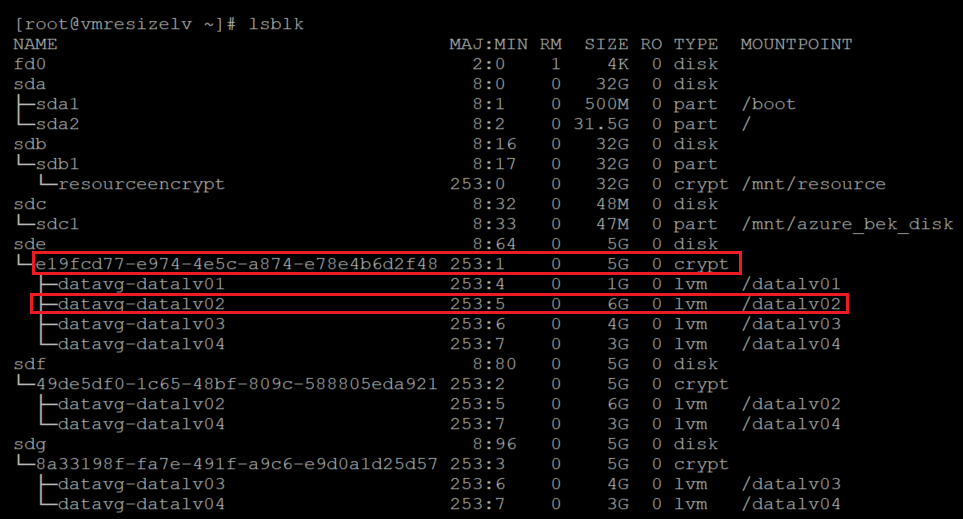 [root@vmresizelv ~]# lsblk
NAME MAJ:MIN RM SIZE RO TYPE MOUNTPOINT
fd0 2:0 1 4K 0 disk
sda 8:0 0 32G 0 disk
├─sda1 8:1 0 500M 0 part /boot
└─sda2 8:2 0 31.5G 0 part /
sdb 8:16 0 32G 0 disk
└─sdb1 8:17 0 32G 0 part
└─resourceencrypt 253:0 0 32G 0 crypt /mnt/resource
sdc 8:32 0 48M 0 disk
└─sdc1 8:33 0 47M 0 part /mnt/azure_bek_disk
sde 8:64 0 5G 0 disk
└─e19fcd77-e974-4e5c-a874-e78e4b6d2f48 253:1 0 5G 0 crypt
├─datavg-datalv01 253:4 0 1G 0 lvm /datalv01
├─datavg-datalv02 253:5 0 6G 0 lvm /datalv02
├─datavg-datalv03 253:6 0 4G 0 lvm /datalv03
└─datavg-datalv04 253:7 0 3G 0 lvm /datalv04
sdf 8:80 0 5G 0 disk
└─49de5df0-1c65-48bf-809c-588805eda921 253:2 0 5G 0 crypt
├─datavg-datalv02 253:5 0 6G 0 lvm /datalv02
└─datavg-datalv04 253:7 0 3G 0 lvm /datalv04
sdg 8:96 0 5G 0 disk
└─8a33198f-fa7e-491f-a9c6-e9d0a1d25d57 253:3 0 5G 0 crypt
├─datavg-datalv03 253:6 0 4G 0 lvm /datalv03
└─datavg-datalv04 253:7 0 3G 0 lvm /datalv04